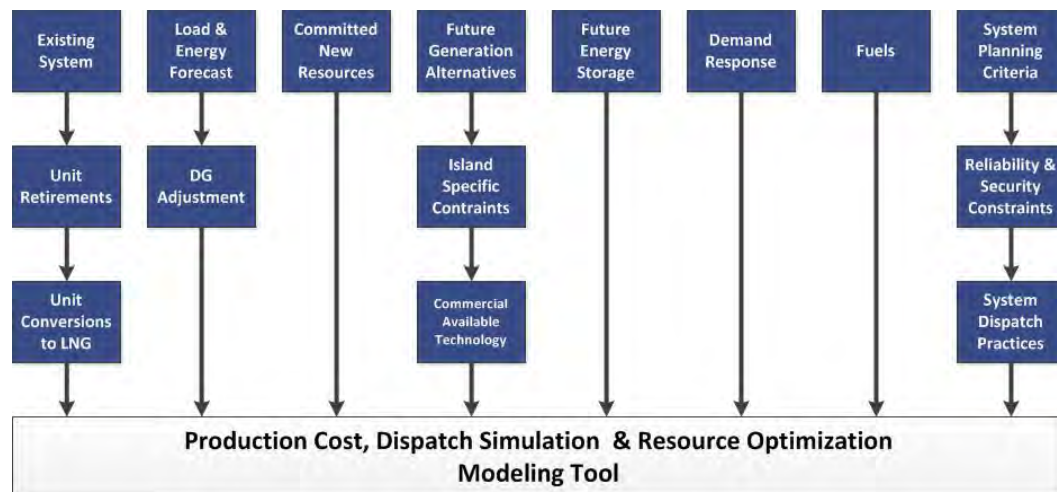 Existing
System
Load &
Energy
Forecast
Committed
New
Resources
Future
Generation
Alternatives
Future
Energy
Storage
Demand
Response
Fuels
System
Planning
Criteria
Unit
Retirements
DG
Adjustment
Island
Specific
Contraints
Reliability &
Security
Constraints
Unit
Conversions
to LNG
Commercial
Available
Technology
System
Dispatch
Practices
Production Cost, Dispatch Simulation & Resource Optimization
Modeling Tool